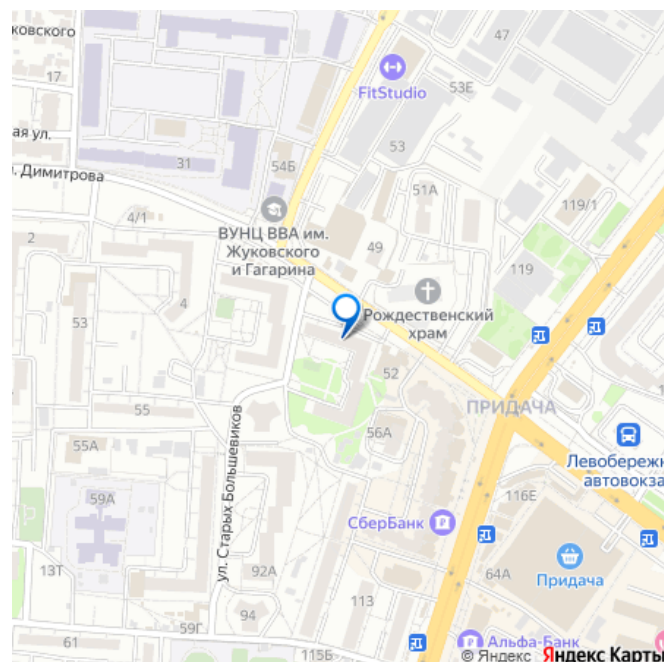 уковского
17
ая ул.
. Димитрова
31
54Б
4/1
2
ВУНЦ ВВА им.
Жуковского
и Гагарина
FitStudio
47
53Е
53
51А
49
119/1
119
Рождественский
храм
4
53
55
55А
59А
13Т
61
59Г
ул. Старых Большевиков
92А
94
115Б
113
52
56А
СберБанк
ПРИДАЧА
Левобережн
автовокза
116Е
64А
Придача
Альфа-Банк
© Яндекс Яндекс Карты